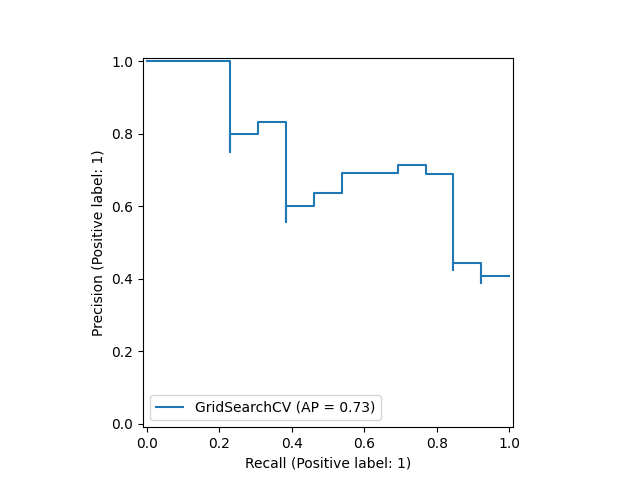 1.0
0.8
0.6
0.4
0.2
0.0
Precision (Positive label: 1)
GridSearchCV (AP = 0.73)
0.0 0.2 0.4 0.6 0.8 1.0
Recall (Positive label: 1)